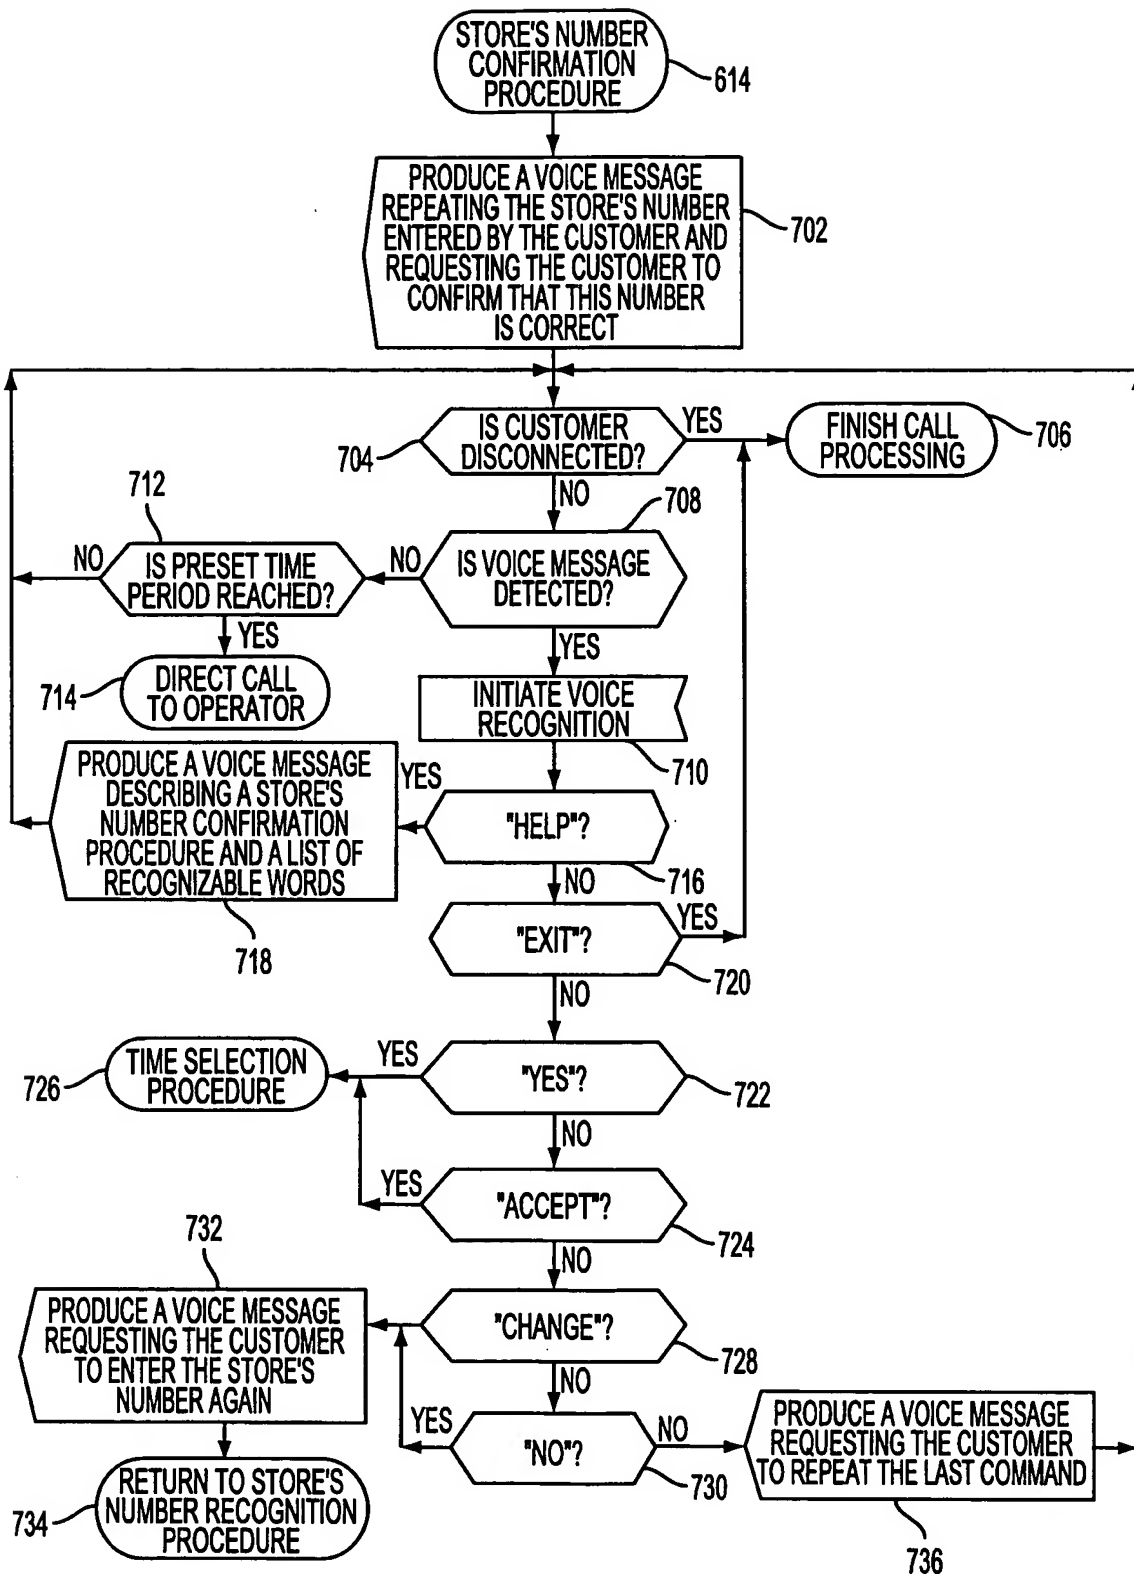 STORE'S NUMBER
CONFIRMATION
PROCEDURE
614
PRODUCE A VOICE MESSAGE
REPEATING THE STORE'S NUMBER
ENTERED BY THE CUSTOMER AND
REQUESTING THE CUSTOMER TO
CONFIRM THAT THIS NUMBER
IS CORRECT
702
IS CUSTOMER
DISCONNECTED?
704
YES
FINISH CALL
PROCESSING
706
NO
708
IS VOICE MESSAGE
DETECTED?
NO
712
IS PRESET TIME
PERIOD REACHED?
NO
YES
DIRECT CALL
TO OPERATOR
714
YES
INITIATE VOICE
RECOGNITION
710
"HELP"?
716
YES
PRODUCE A VOICE MESSAGE
DESCRIBING A STORE'S
NUMBER CONFIRMATION
PROCEDURE AND A LIST OF
RECOGNIZABLE WORDS
718
NO
"EXIT"?
YES
720
NO
"YES"?
722
YES
TIME SELECTION
PROCEDURE
726
NO
"ACCEPT"?
724
YES
NO
"CHANGE"?
728
732
PRODUCE A VOICE MESSAGE
REQUESTING THE CUSTOMER
TO ENTER THE STORE'S
NUMBER AGAIN
NO
YES
"NO"?
730
NO
PRODUCE A VOICE MESSAGE
REQUESTING THE CUSTOMER
TO REPEAT THE LAST COMMAND
736
RETURN TO STORE'S
NUMBER RECOGNITION
PROCEDURE
734